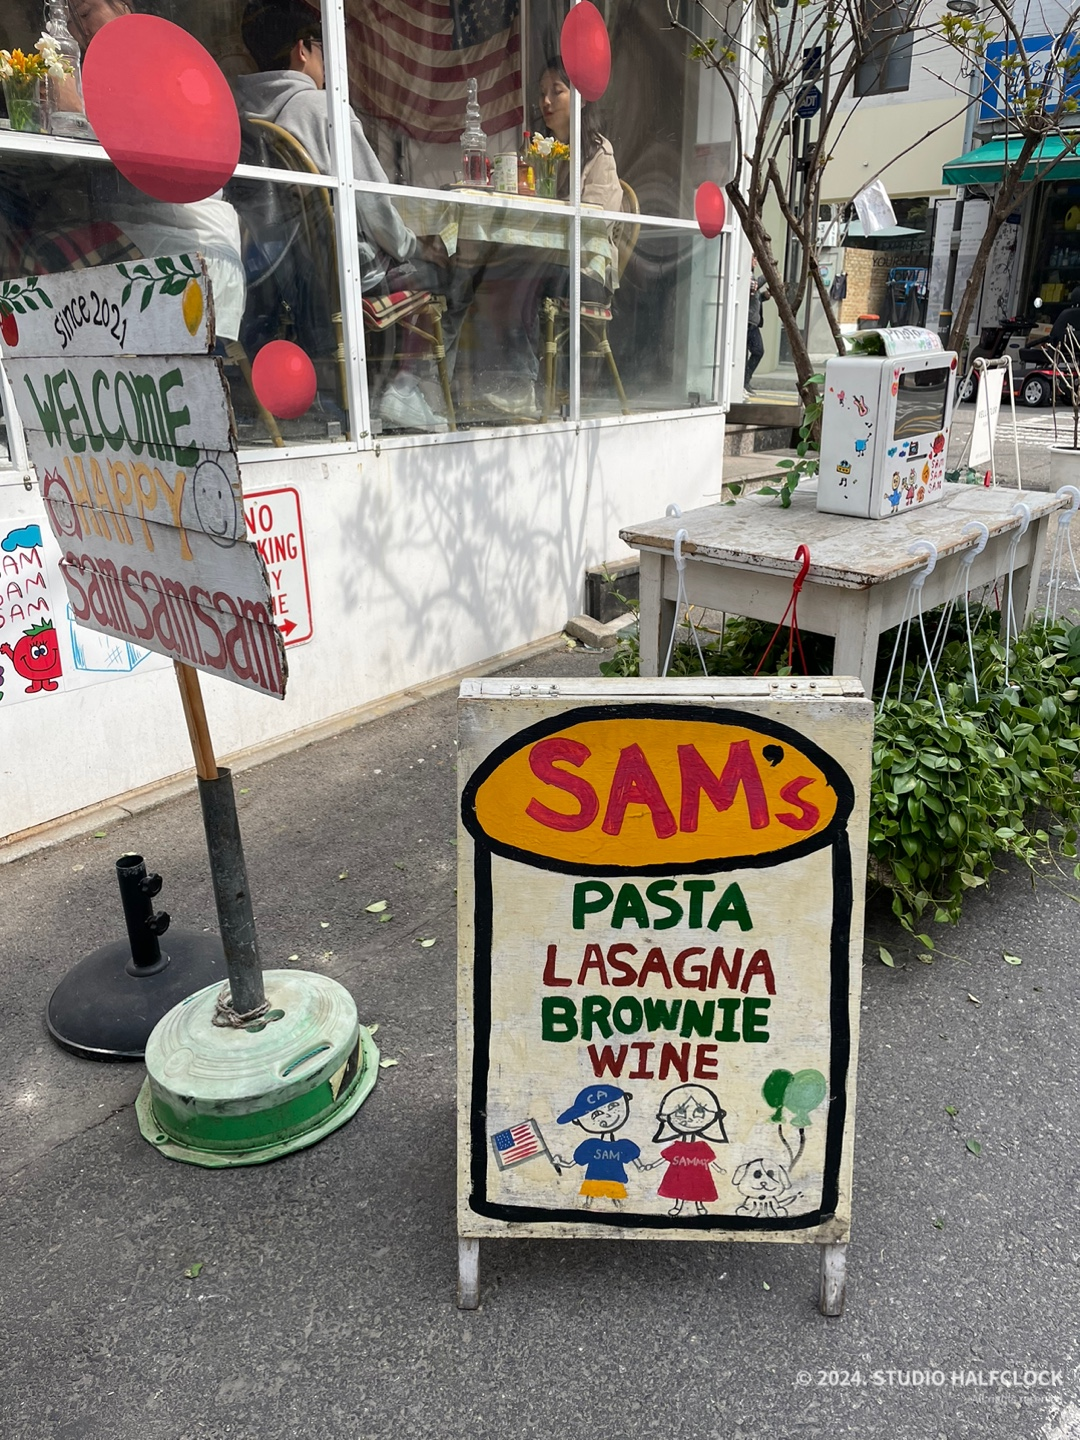 since 2021
WELCOME
HAPPY
samsamsam
SAM
SAM
SAM
NO
ADT
SAM's
PASTA
LASAGNA
BROWNIE
WINE
CA
SAM
SAMMY
© 2024. STUDIO HALFCLOCK